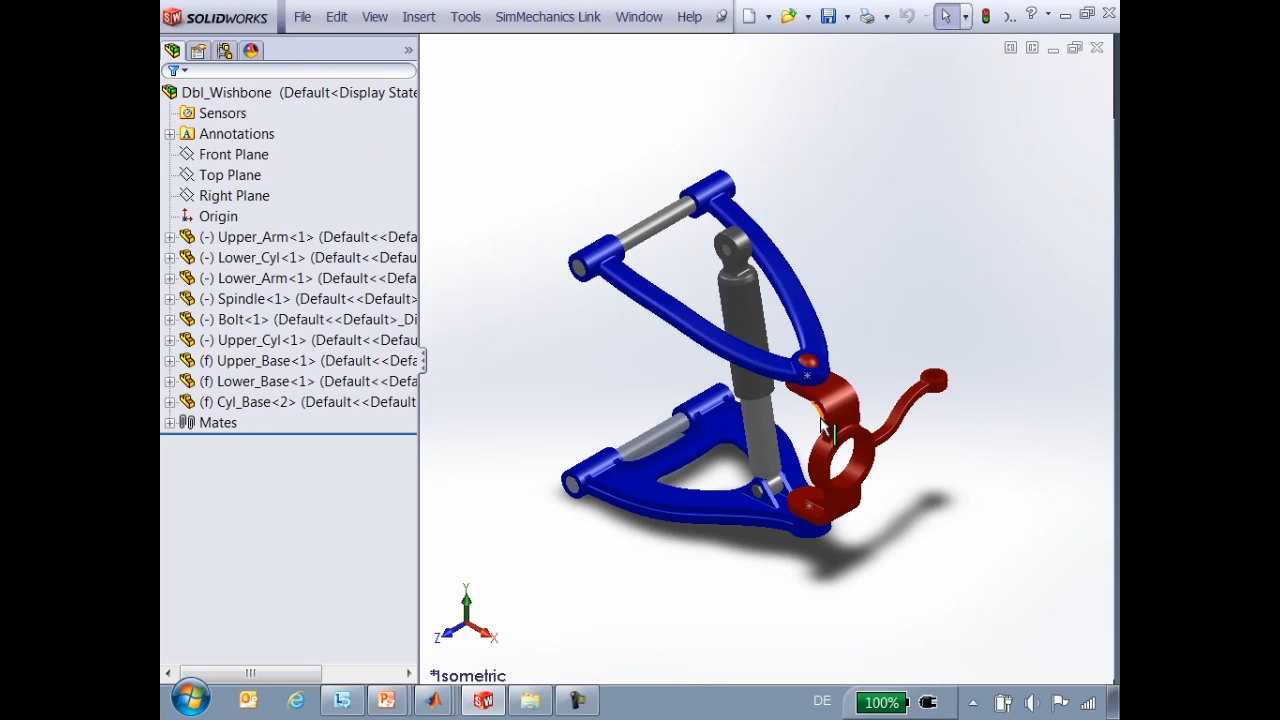 SOLIDWORKS File Edit View Insert Tools SimMechanics Link Window Help
Dbl_Wishbone (Default<Display State
Sensors
Annotations
Front Plane
Top Plane
Right Plane
Origin
(-) Upper_Arm<1> (Default<<Defa
(-) Lower_Cyl<1> (Default<<Defau
(-) Lower_Arm<1> (Default<<Defa
(-) Spindle<1> (Default<<Default>
(-) Bolt<1> (Default<<Default>_Di
(-) Upper_Cyl<1> (Default<<Defau
(f) Upper_Base<1> (Default<<Defa
(f) Lower_Base<1> (Default<<Defa
(f) Cyl_Base<2> (Default<<Default
Mates
Y
Z X
*Isometric
DE 100%